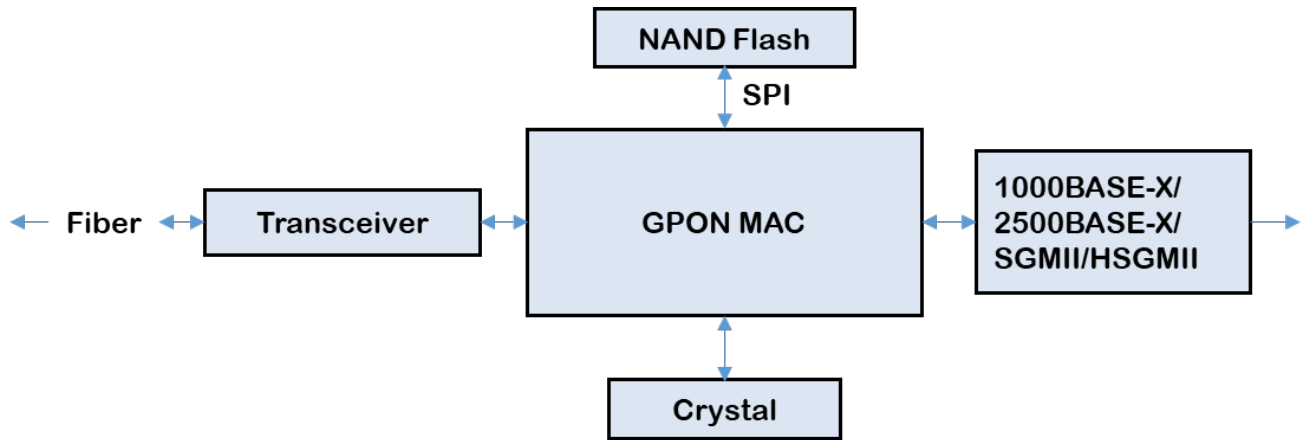 NAND Flash
SPI
Fiber
Transceiver
GPON MAC
1000BASE-X/
2500BASE-X/
SGMII/HSGMII
Crystal